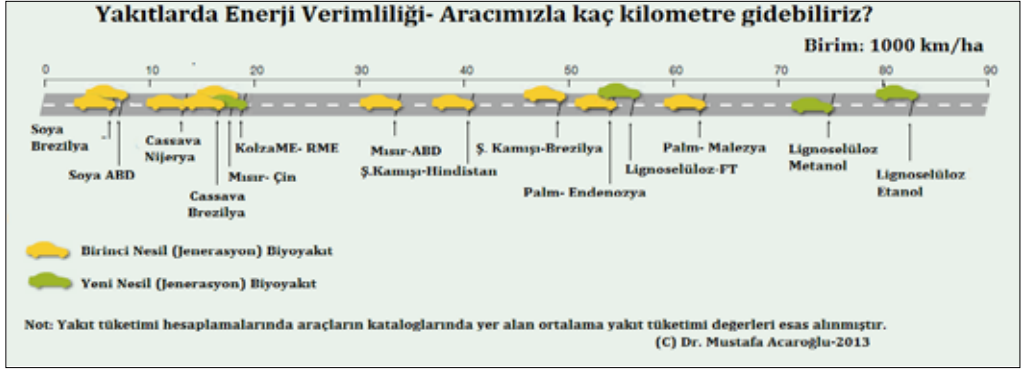 Yakıtlarda Enerji Verimliliği- Aracımızla kaç kilometre gidebiliriz?
Birim: 1000 km/ha
0 10 20 30 40 50 60 70 80 90
Soya
Brezilya
Soya ABD
Cassava
Nijerya
Cassava
Brezilya
KolzaME- RME
Mısır- Çin
Mısır-ABD
Ş.Kamışı-Hindistan
Ş. Kamışı-Brezilya
Palm- Endenozya
Lignoselüloz-FT
Palm- Malezya
Lignoselüloz
Metanol
Lignoselüloz
Etanol
Birinci Nesil (Jenerasyon) Biyoyakıt
Yeni Nesil (Jenerasyon) Biyoyakıt
Not: Yakıt tüketimi hesaplamalarında araçların kataloglarında yer alan ortalama yakıt tüketimi değerleri esas alınmıştır.
(C) Dr. Mustafa Acaroğlu-2013